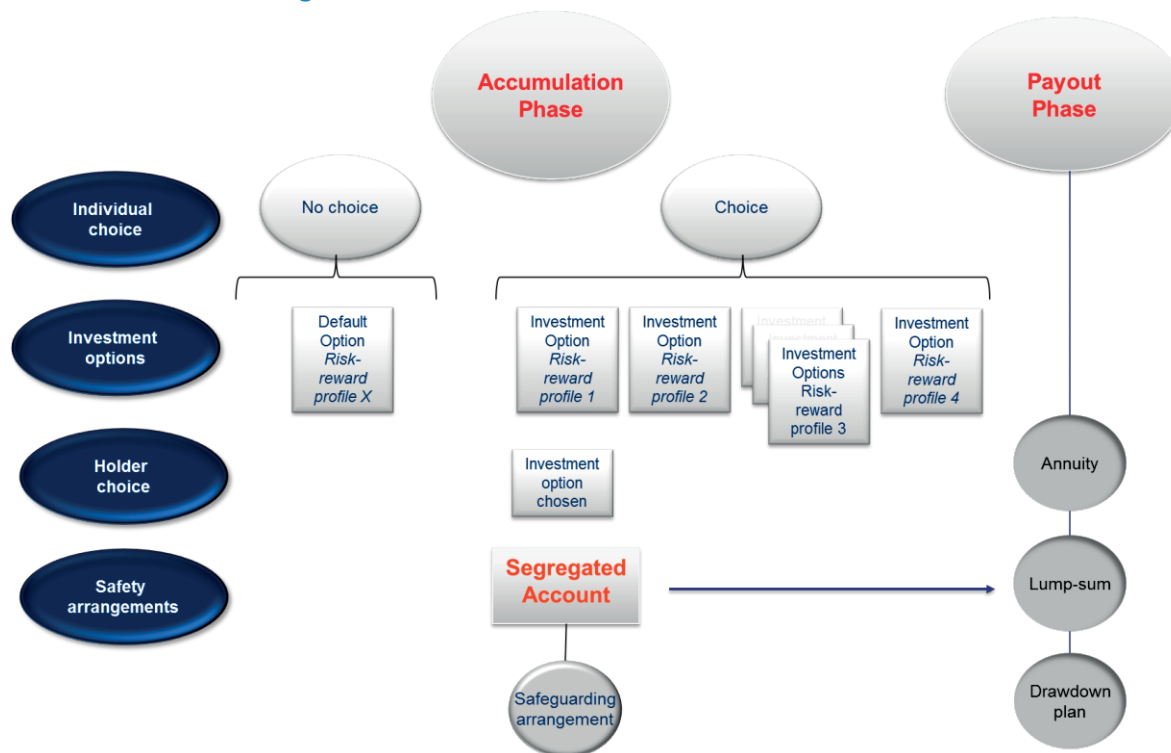 Accumulation
Phase
Payout
Phase
Individual
choice
No choice
Choice
Investment
options
Default
Option
Risk-
reward
profile X
Investment
Option
Risk-
reward
profile 1
Investment
Option
Risk-
reward
profile 2
Investment
Investment
Investment
Options
Risk-
reward
profile 3
Investment
Option
Risk-
reward
profile 4
Holder
choice
Investment
option
chosen
Annuity
Safety
arrangements
Segregated
Account
Lump-sum
Safeguarding
arrangement
Drawdown
plan